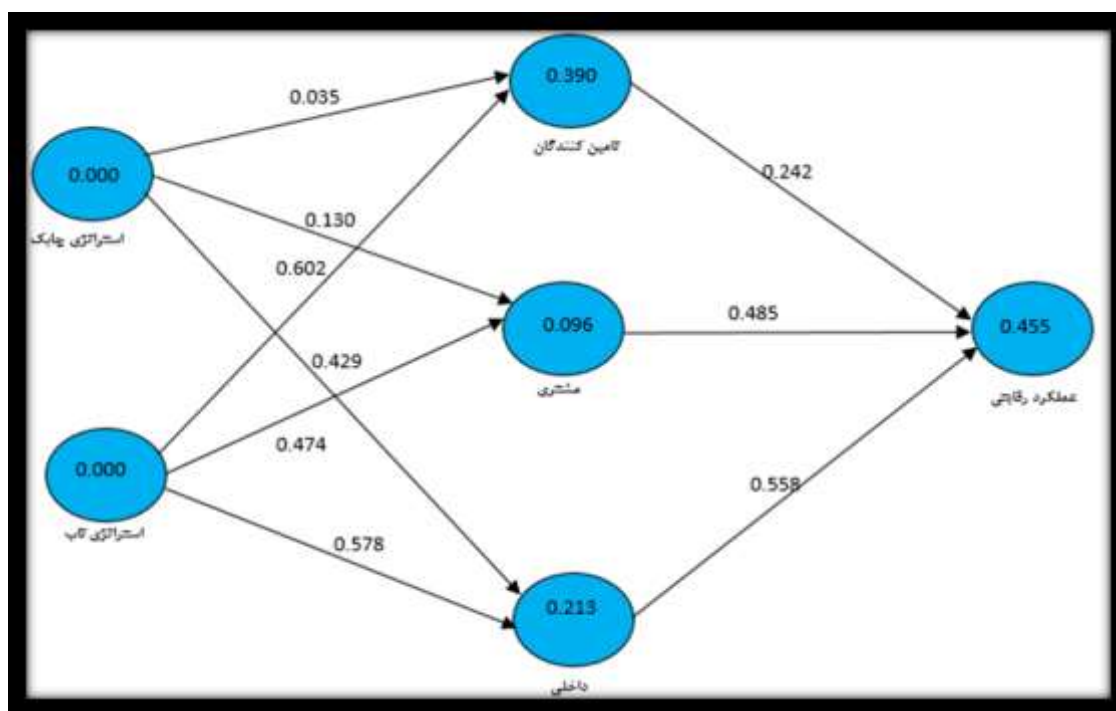 0.390
تامین کنندگان
0.035
0.000
استراتژی چابک
0.242
0.130
0.602
0.096
مشتری
0.485
0.455
عملکرد رقابتی
0.429
0.474
0.000
استراتژی ناب
0.578
0.558
0.213
داخلی